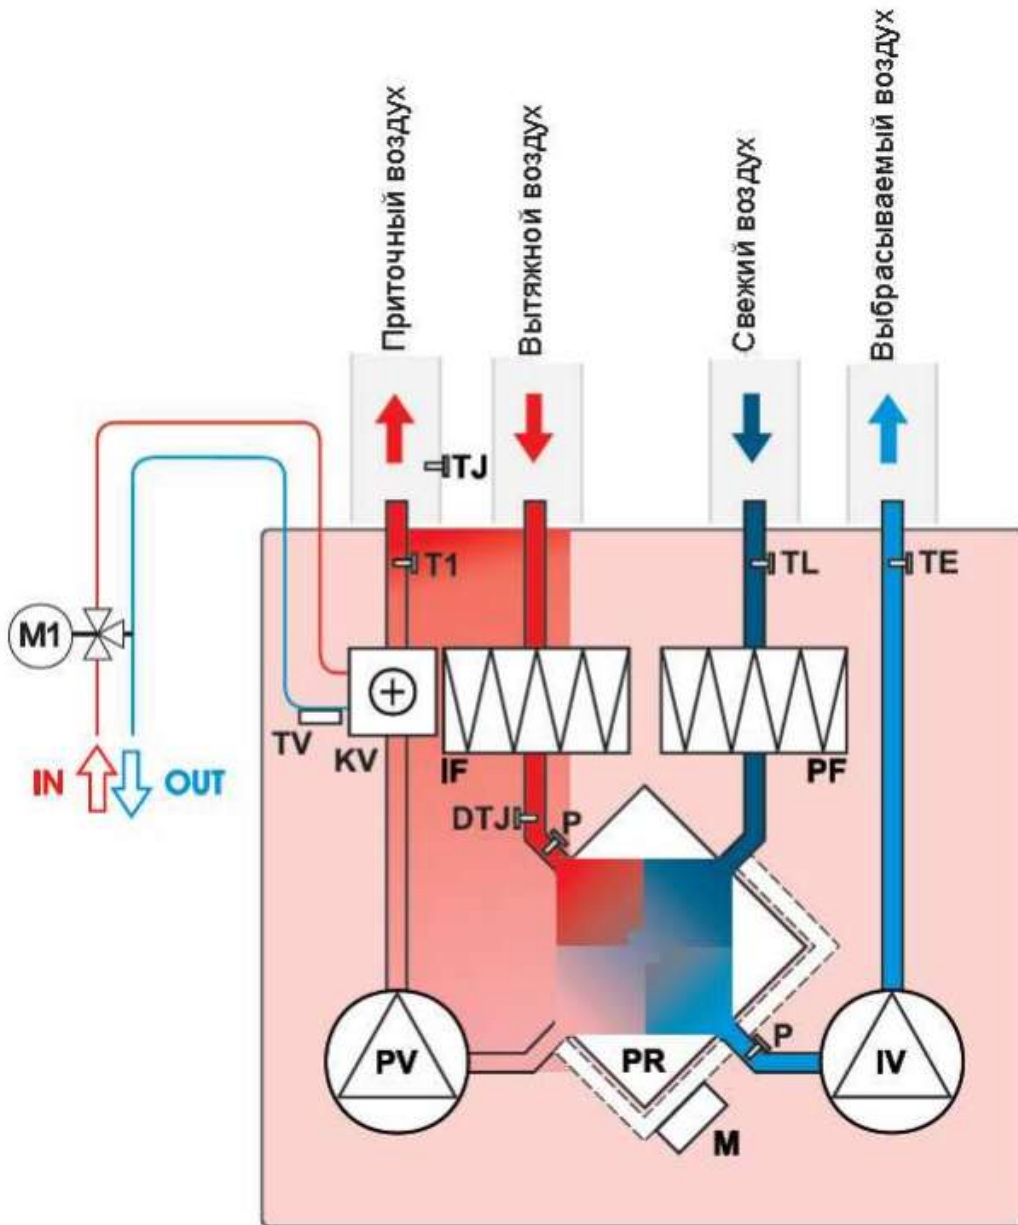 Приточный воздух
Вытяжной воздух
Свежий воздух
Выбрасываемый воздух
TJ
T1
TL
TE
M1
TV
KV
IF
PF
IN
OUT
DTJ
P
PV
PR
P
IV
M